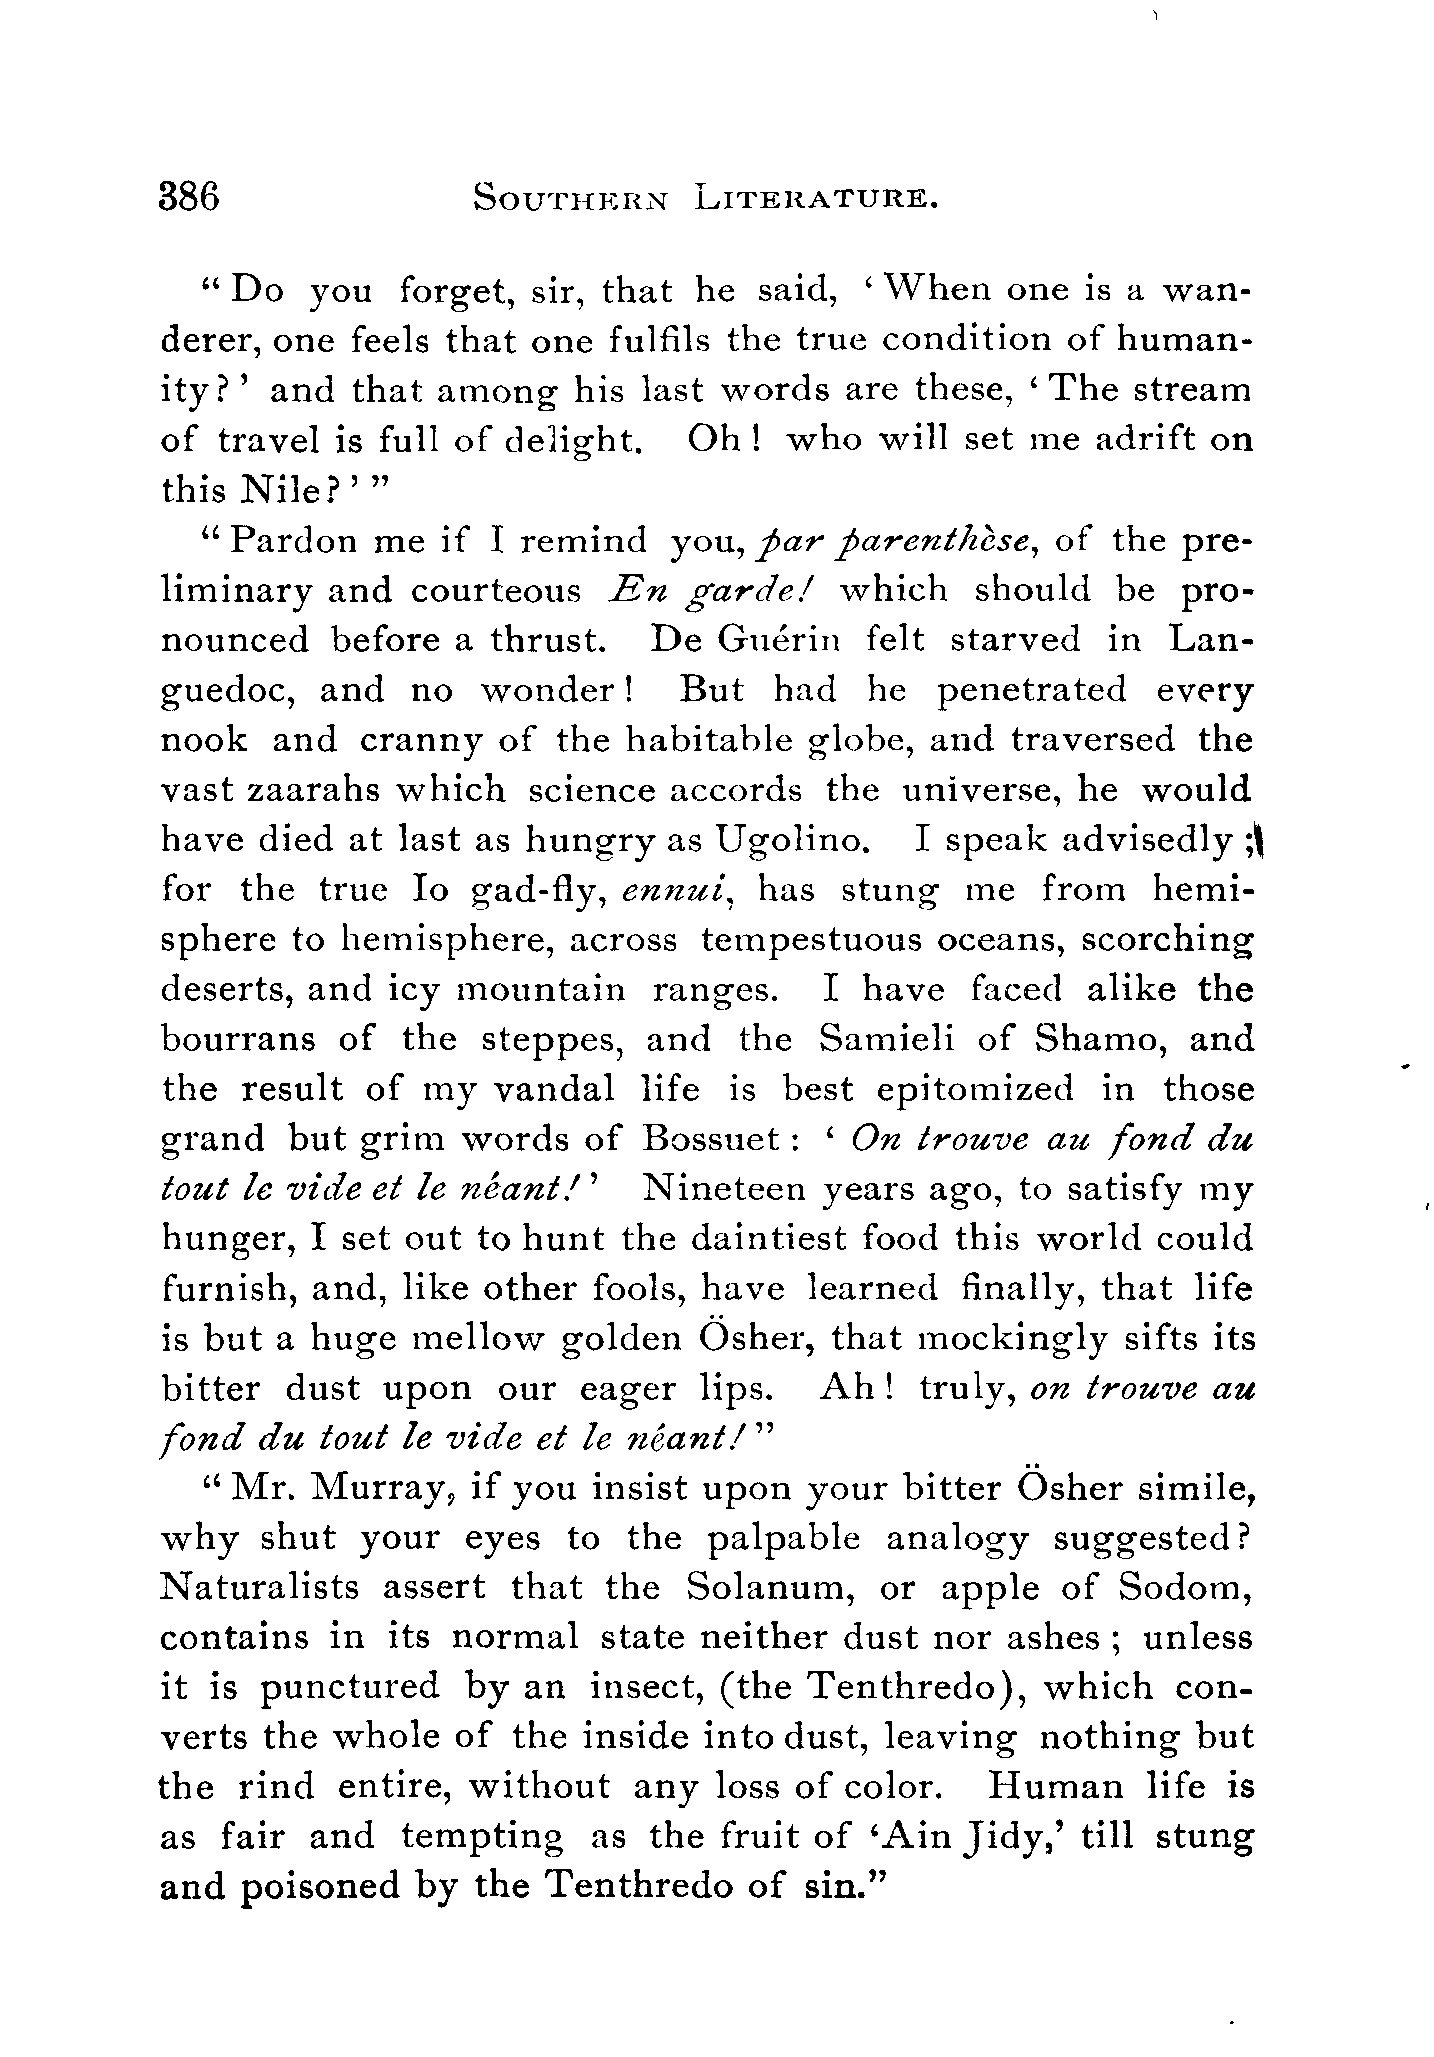 386 SOUTHERN LITERATURE.
“ Do you forget, sir, that he said, ‘ When one is a wan-
derer, one feels that one fulfils the true condition of human-
ity? ’ and that among his last words are these, ‘ The stream
of travel is full of delight. Oh ! who will set me adrift on
this Nile? ’ ”
“ Pardon me if I remind you, par parenthèse, of the pre-
liminary and courteous En garde! which should be pro-
nounced before a thrust. De Guérin felt starved in Lan-
guedoc, and no wonder ! But had he penetrated every
nook and cranny of the habitable globe, and traversed the
vast zaarahs which science accords the universe, he would
have died at last as hungry as Ugolino. I speak advisedly ;
for the true Io gad-fly, ennui, has stung me from hemi-
sphere to hemisphere, across tempestuous oceans, scorching
deserts, and icy mountain ranges. I have faced alike the
bourrans of the steppes, and the Samieli of Shamo, and
the result of my vandal life is best epitomized in those
grand but grim words of Bossuet : ‘ On trouve au fond du
tout le vide et le néant! ’ Nineteen years ago, to satisfy my
hunger, I set out to hunt the daintiest food this world could
furnish, and, like other fools, have learned finally, that life
is but a huge mellow golden Ösher, that mockingly sifts its
bitter dust upon our eager lips. Ah ! truly, on trouve au
fond du tout le vide et le néant! ”
“ Mr. Murray, if you insist upon your bitter Ösher simile,
why shut your eyes to the palpable analogy suggested?
Naturalists assert that the Solanum, or apple of Sodom,
contains in its normal state neither dust nor ashes ; unless
it is punctured by an insect, (the Tenthredo), which con-
verts the whole of the inside into dust, leaving nothing but
the rind entire, without any loss of color. Human life is
as fair and tempting as the fruit of ‘Ain Jidy,’ till stung
and poisoned by the Tenthredo of sin.”